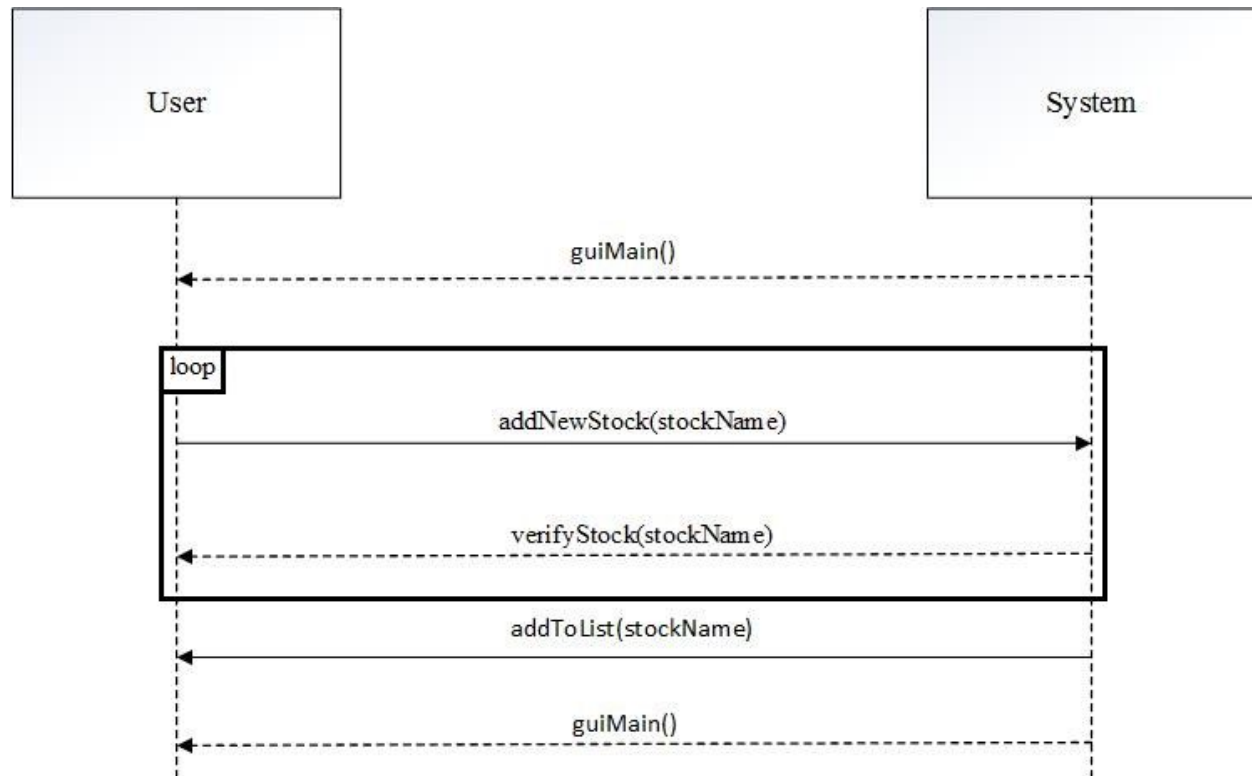 User
System
guiMain()
loop
addNewStock(stockName)
verifyStock(stockName)
addToList(stockName)
guiMain()